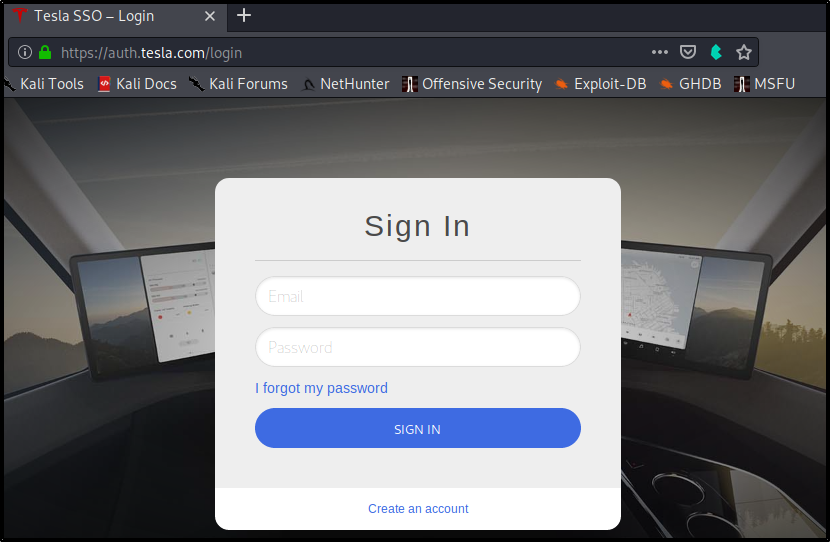 Tesla SSO – Login
https://auth.tesla.com/login
Kali Tools Kali Docs Kali Forums NetHunter Offensive Security Exploit-DB GHDB MSFU
Sign In
Email
Password
I forgot my password
SIGN IN
Create an account